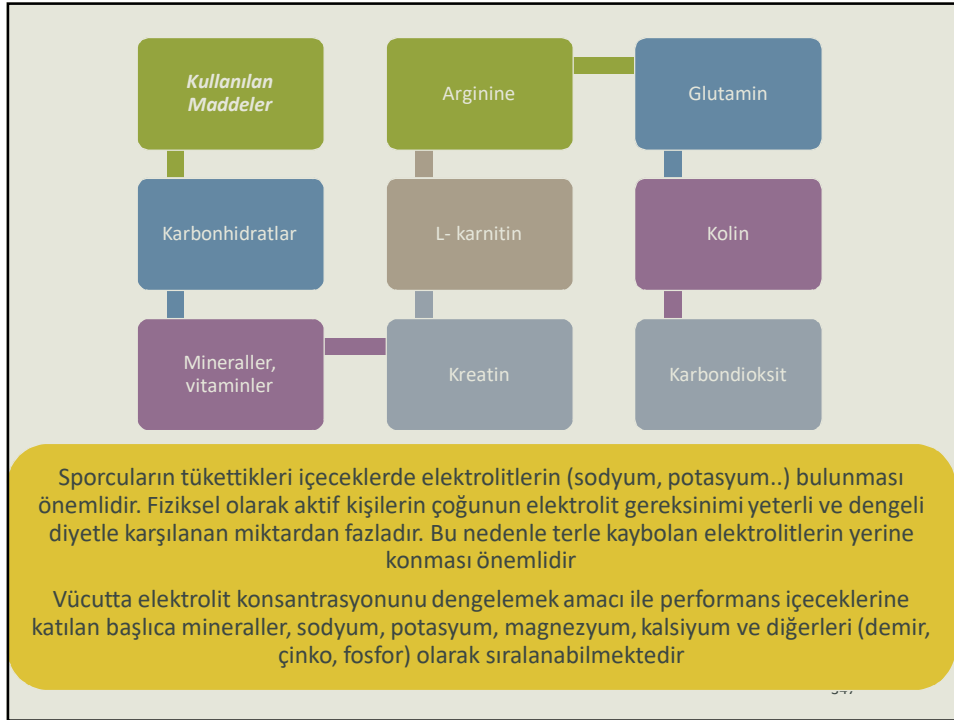 Kullanılan
Maddeler
Karbonhidratlar
Mineraller,
vitaminler
Kreatin
L- karnitin
Arginine
Glutamin
Kolin
Karbondioksit
Sporcuların tükettikleri içeceklerde elektrolitlerin (sodyum, potasyum..) bulunması
önemlidir. Fiziksel olarak aktif kişilerin çoğunun elektrolit gereksinimi yeterli ve dengeli
diyetle karşılanan miktardan fazladır. Bu nedenle terle kaybolan elektrolitlerin yerine
konması önemlidir
Vücutta elektrolit konsantrasyonunu dengelemek amacı ile performans içeceklerine
katılan başlıca mineraller, sodyum, potasyum, magnezyum, kalsiyum ve diğerleri (demir,
çinko, fosfor) olarak sıralanabilmektedir